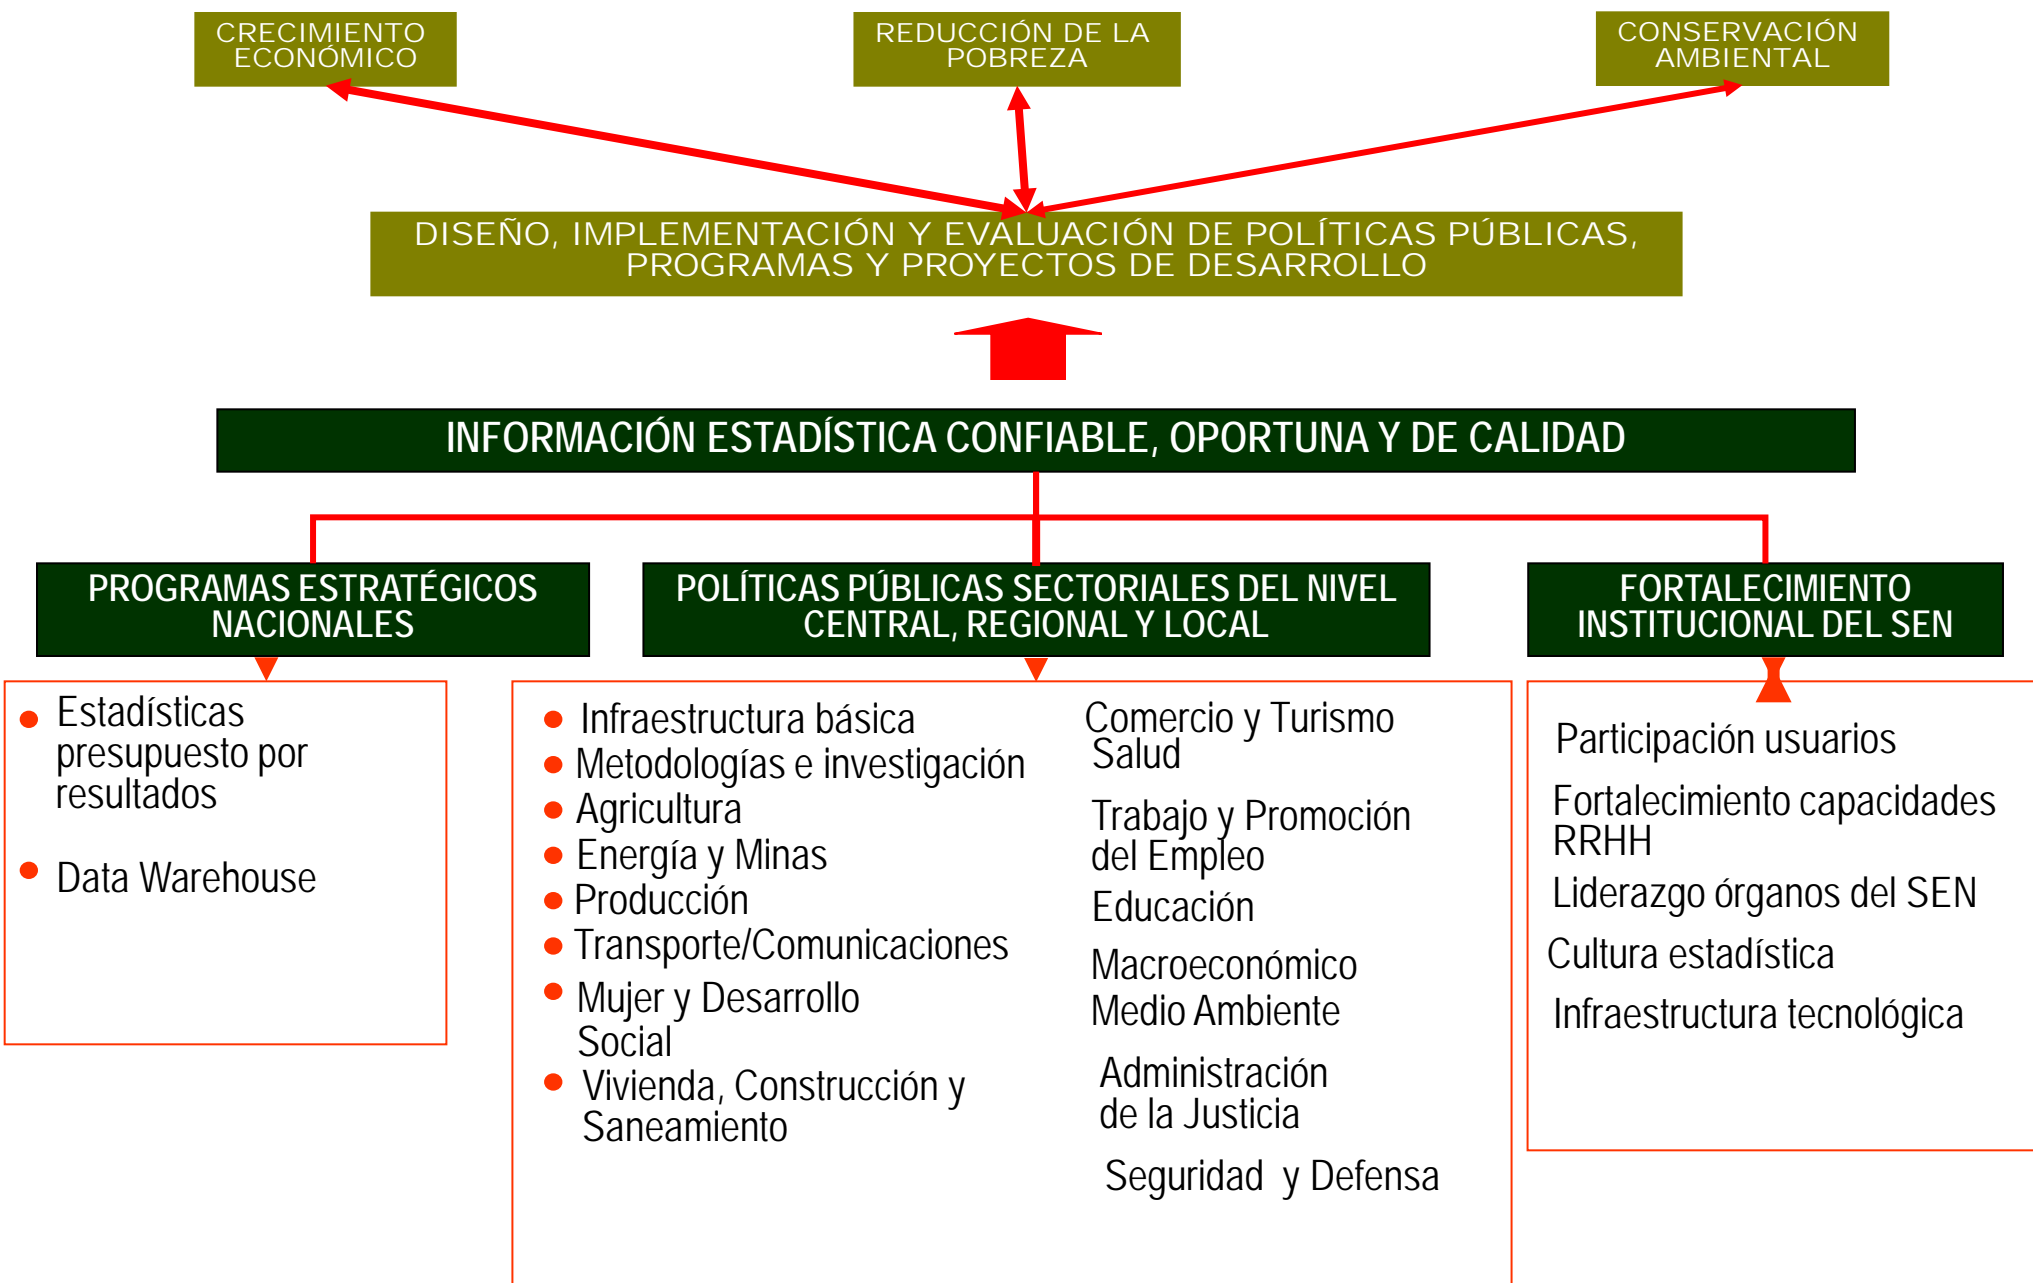 CRECIMIENTO
ECONÓMICO
REDUCCIÓN DE LA
POBREZA
CONSERVACIÓN
AMBIENTAL
DISEÑO, IMPLEMENTACIÓN Y EVALUACIÓN DE POLÍTICAS PÚBLICAS,
PROGRAMAS Y PROYECTOS DE DESARROLLO
INFORMACIÓN ESTADÍSTICA CONFIABLE, OPORTUNA Y DE CALIDAD
PROGRAMAS ESTRATÉGICOS
NACIONALES
Estadísticas
presupuesto por
resultados
Data Warehouse
POLÍTICAS PÚBLICAS SECTORIALES DEL NIVEL
CENTRAL, REGIONAL Y LOCAL
Infraestructura básica
Metodologías e investigación
Agricultura
Energía y Minas
Producción
Transporte/Comunicaciones
Mujer y Desarrollo
Social
Vivienda, Construcción y
Saneamiento
Comercio y Turismo
Salud
Trabajo y Promoción
del Empleo
Educación
Macroeconómico
Medio Ambiente
Administración
de la Justicia
Seguridad y Defensa
FORTALECIMIENTO
INSTITUCIONAL DEL SEN
Participación usuarios
Fortalecimiento capacidades
RRHH
Liderazgo órganos del SEN
Cultura estadística
Infraestructura tecnológica